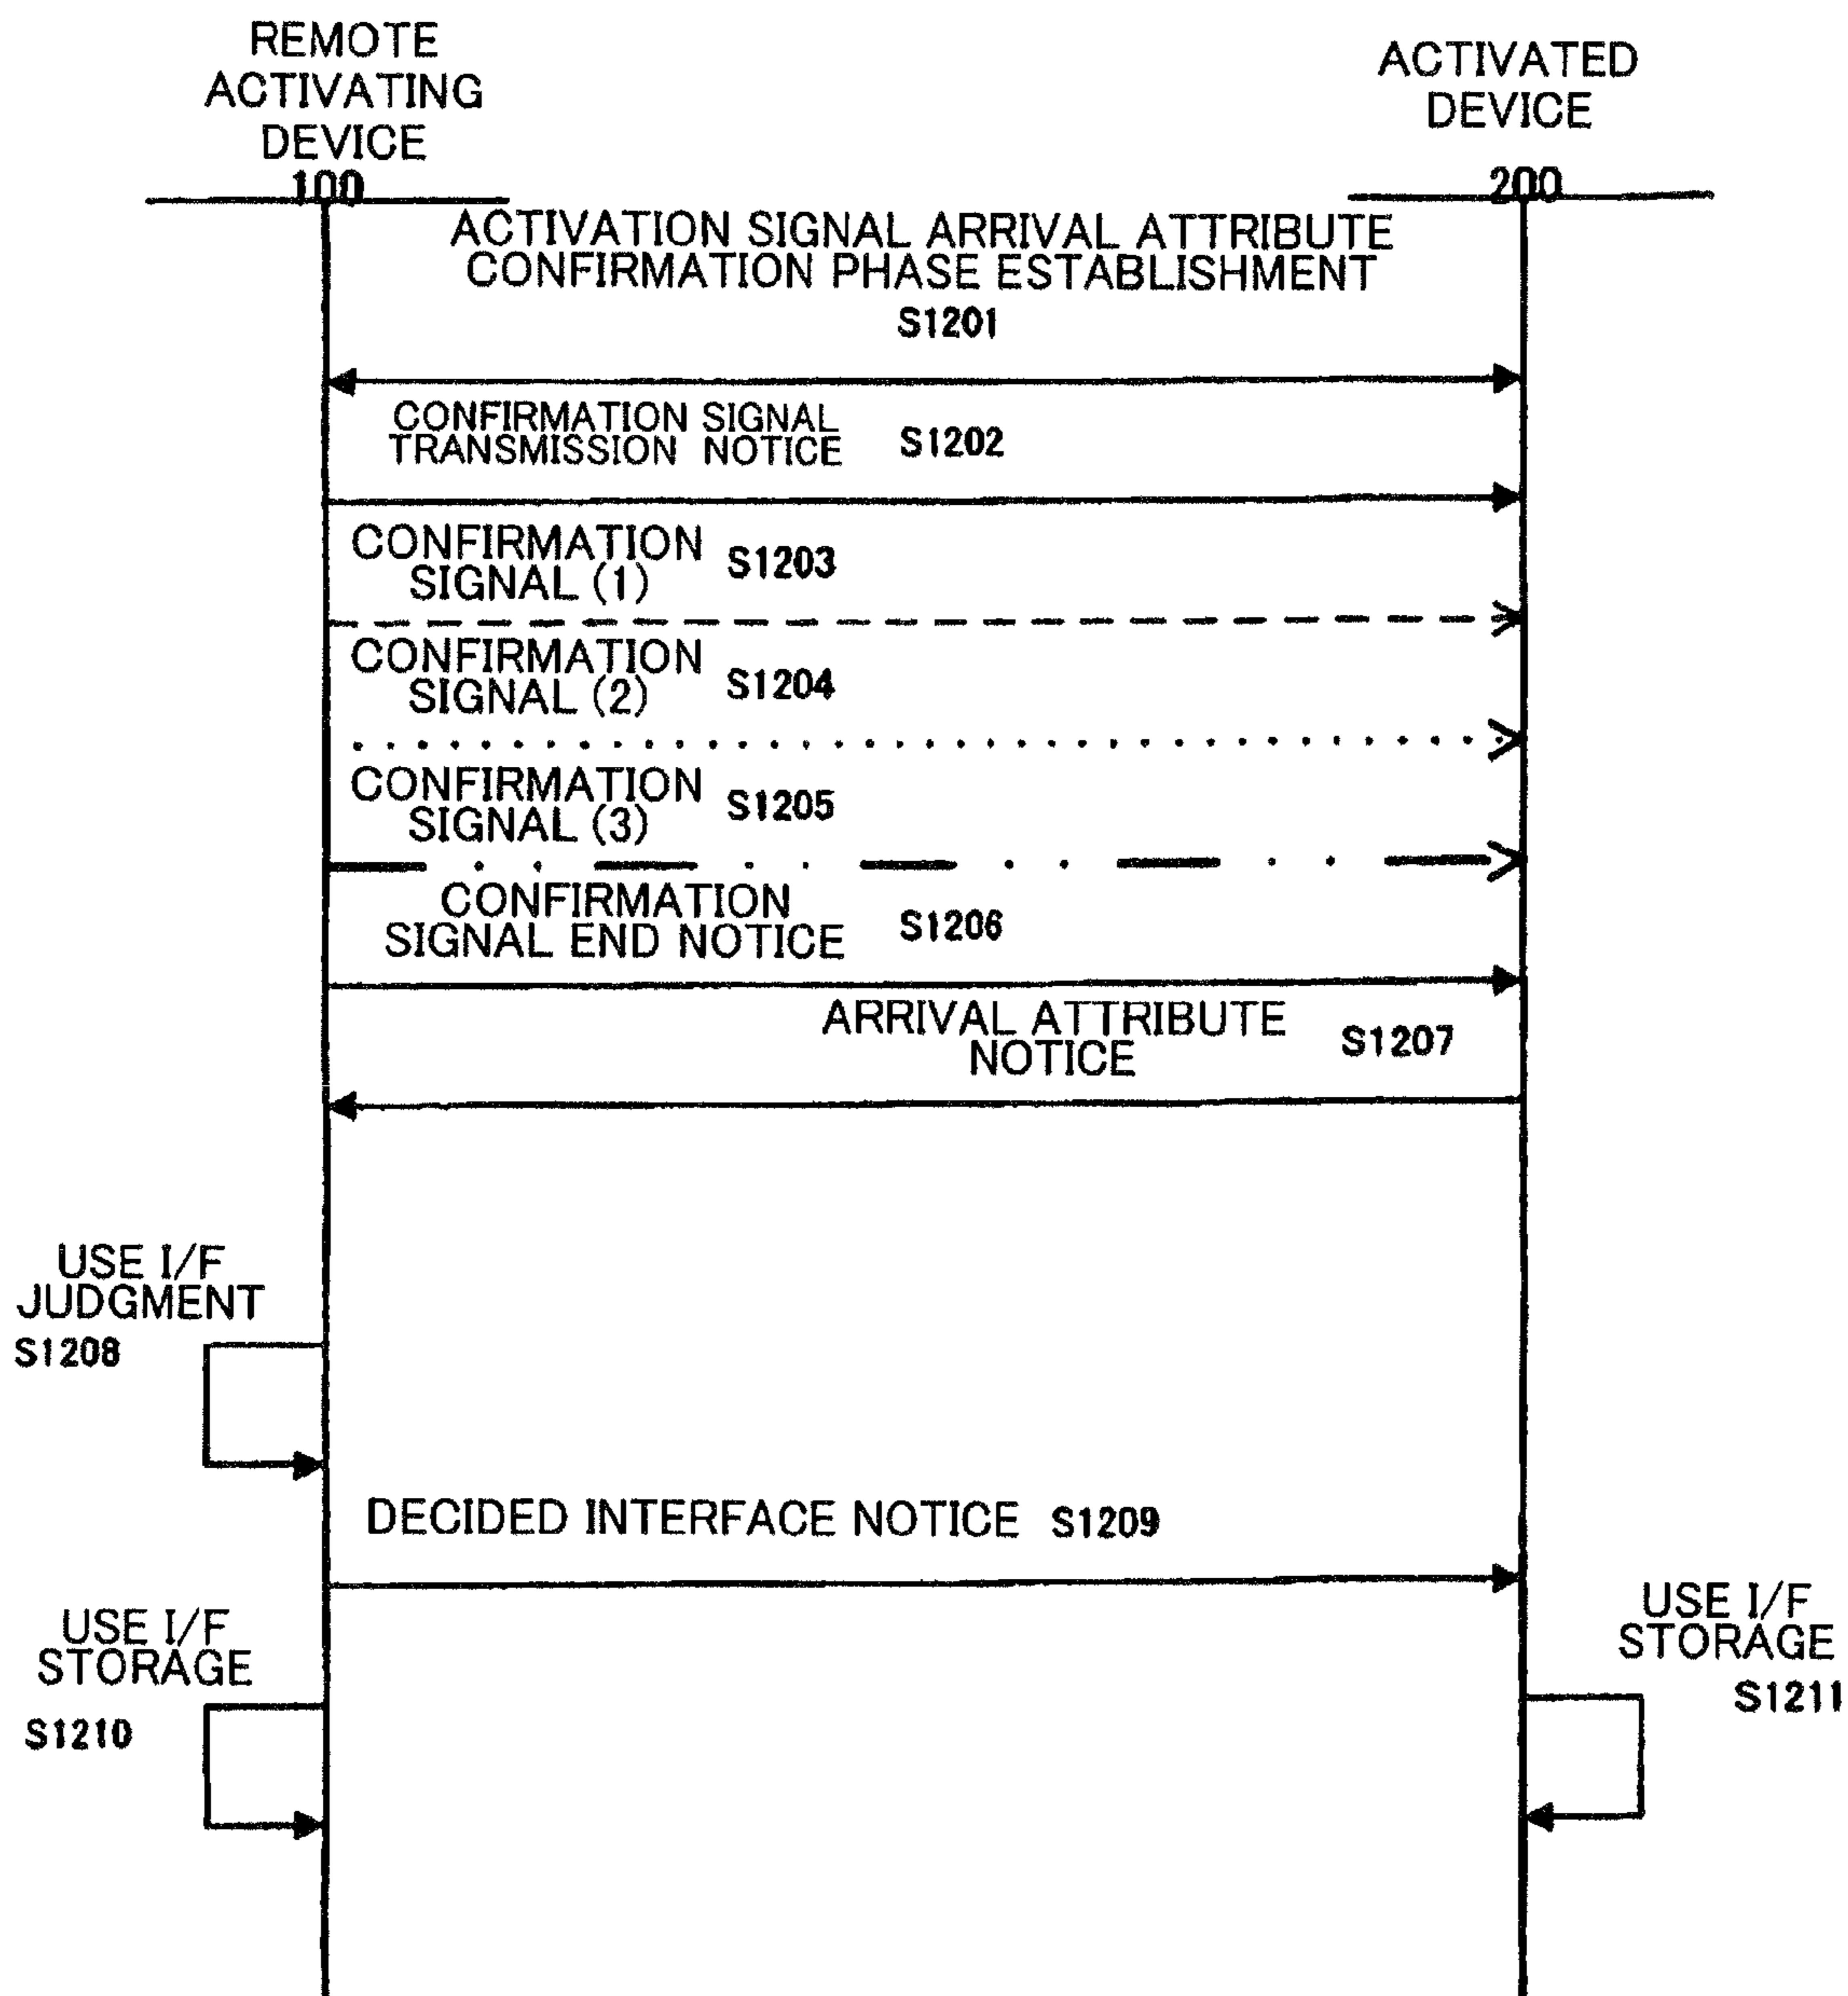 REMOTE
ACTIVATING
DEVICE
100
ACTIVATED
DEVICE
200
ACTIVATION SIGNAL ARRIVAL ATTRIBUTE
CONFIRMATION PHASE ESTABLISHMENT
S1201
CONFIRMATION SIGNAL
TRANSMISSION NOTICE
S1202
CONFIRMATION
SIGNAL (1)
S1203
CONFIRMATION
SIGNAL (2)
S1204
CONFIRMATION
SIGNAL (3)
S1205
CONFIRMATION
SIGNAL END NOTICE
S1206
ARRIVAL ATTRIBUTE
NOTICE
S1207
USE I/F
JUDGMENT
S1208
DECIDED INTERFACE NOTICE S1209
USE I/F
STORAGE
S1210
USE I/F
STORAGE
S1211